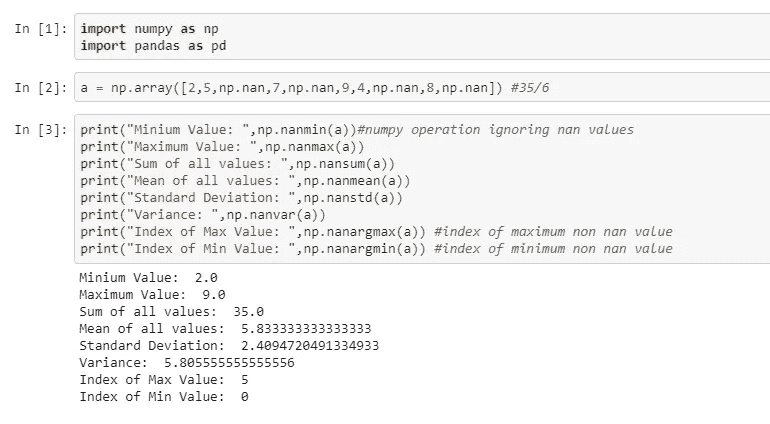 In [1]: import numpy as np
import pandas as pd
In [2]: a = np.array([2,5,np.nan,7,np.nan,9,4,np.nan,8,np.nan]) #35/6
In [3]: print("Minium Value: ",np.nanmin(a))#numpy operation ignoring nan values
print("Maximum Value: ",np.nanmax(a))
print("Sum of all values: ",np.nansum(a))
print("Mean of all values: ",np.nanmean(a))
print("Standard Deviation: ",np.nanstd(a))
print("Variance: ",np.nanvar(a))
print("Index of Max Value: ",np.nanargmax(a)) #index of maximum non nan value
print("Index of Min Value: ",np.nanargmin(a)) #index of minimum non nan value
Minium Value:  2.0
Maximum Value:  9.0
Sum of all values:  35.0
Mean of all values:  5.833333333333333
Standard Deviation:  2.4094720491334933
Variance:  5.805555555555556
Index of Max Value:  5
Index of Min Value:  0